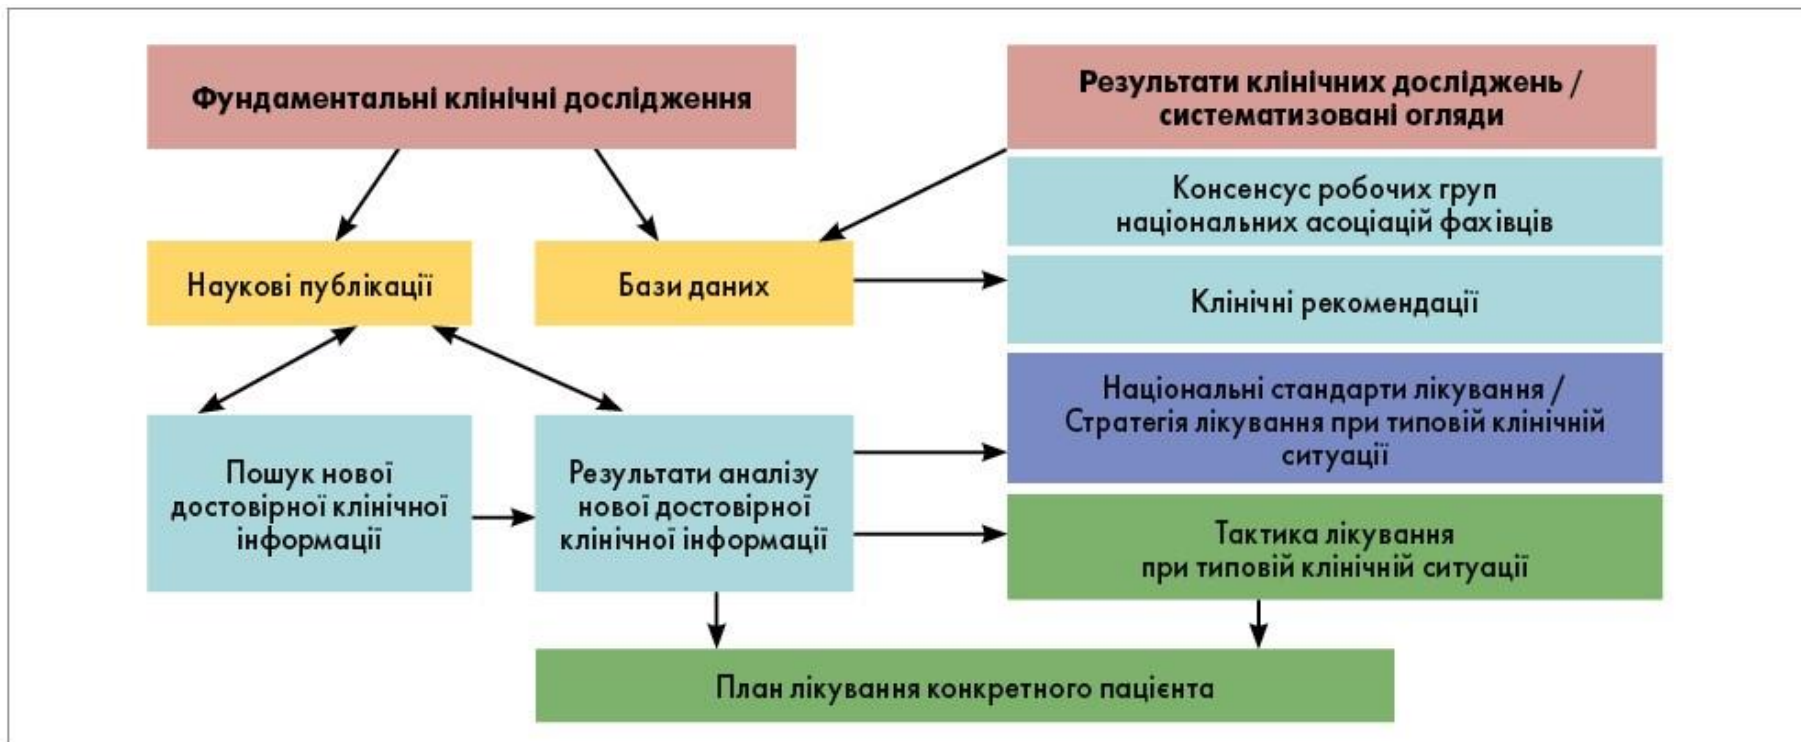 Фундаментальні клінічні дослідження
Результати клінічних досліджень /
систематизовані огляди
Консенсус робочих груп
національних асоціацій фахівців
Наукові публікації
Бази даних
Клінічні рекомендації
Національні стандарти лікування /
Стратегія лікування при типовій клінічній
ситуації
Пошук нової
достовірної клінічної
інформації
Результати аналізу
нової достовірної
клінічної інформації
Тактика лікування
при типовій клінічній ситуації
План лікування конкретного пацієнта